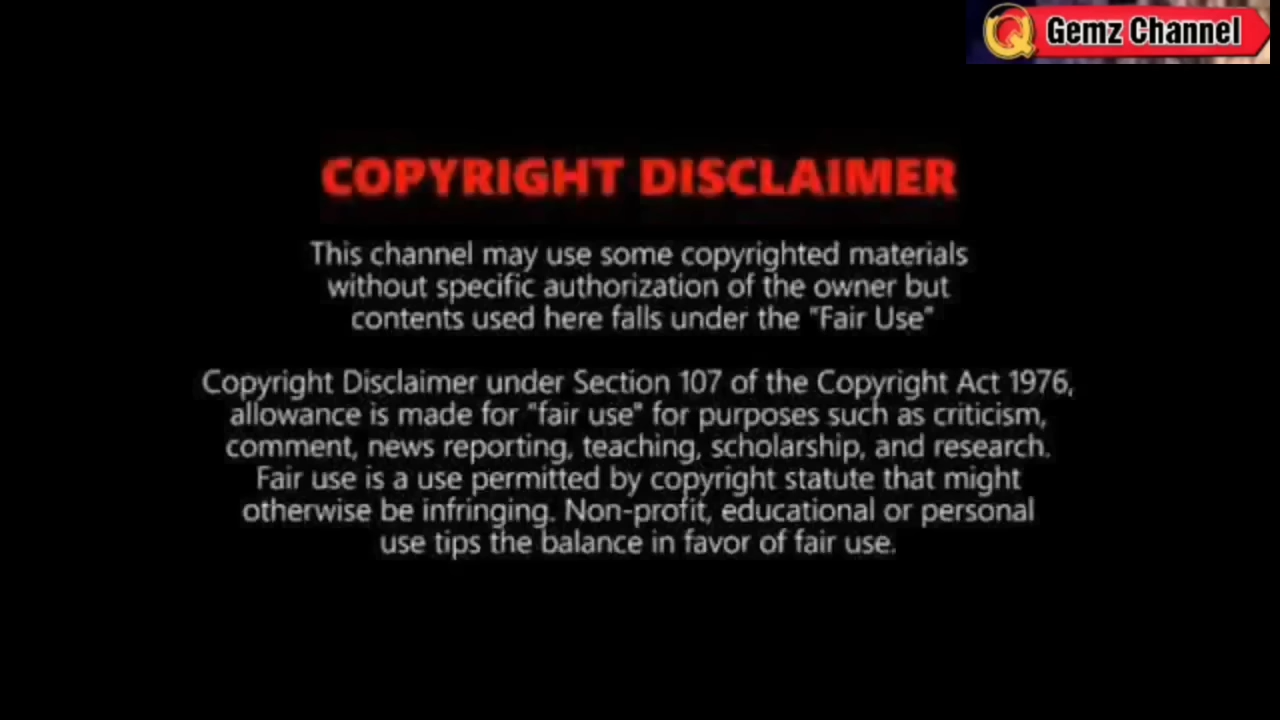 Gemz Channel
COPYRIGHT DISCLAIMER
This channel may use some copyrighted materials
without specific authorization of the owner but
contents used here falls under the "Fair Use"
Copyright Disclaimer under Section 107 of the Copyright Act 1976,
allowance is made for "fair use" for purposes such as criticism,
comment, news reporting, teaching, scholarship, and research.
Fair use is a use permitted by copyright statute that might
otherwise be infringing. Non-profit, educational or personal
use tips the balance in favor of fair use.